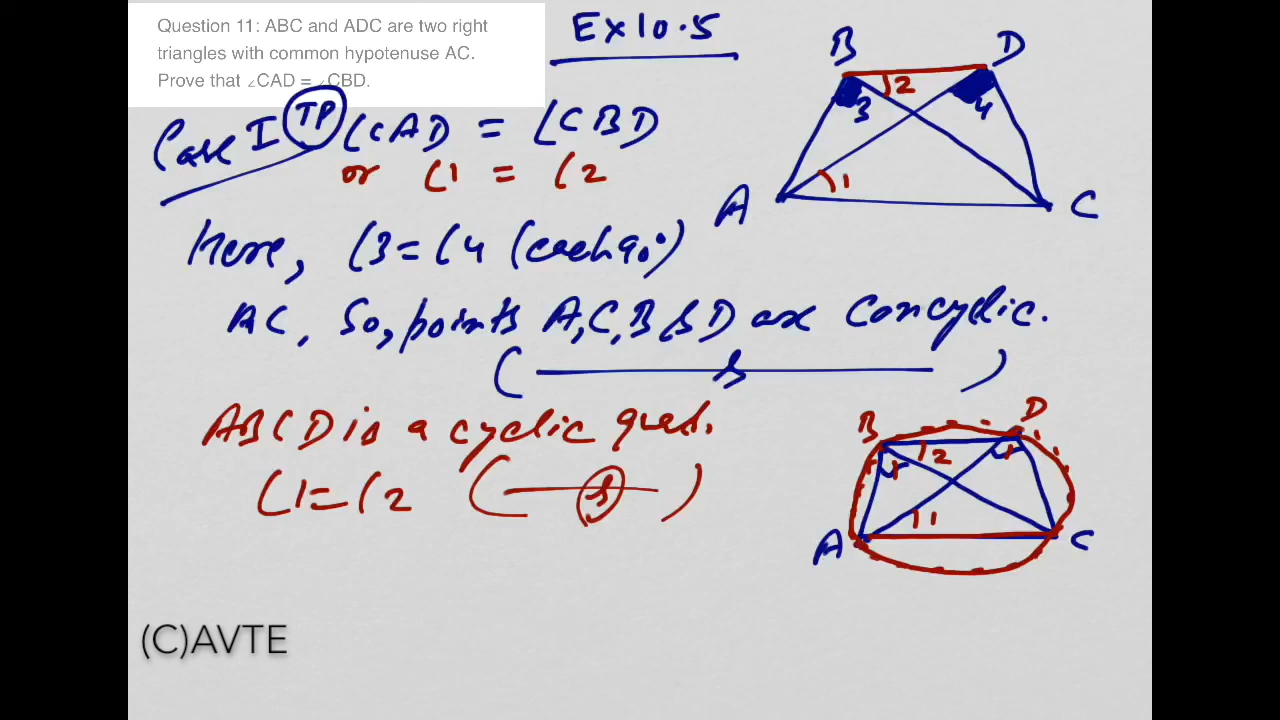 Question 11: ABC and ADC are two right
triangles with common hypotenuse AC.
Prove that ∠CAD = ∠CBD.
Ex 10.5
Case I TP ∠CAD = ∠CBD
or ∠1 = ∠2
Here, ∠3 = ∠4 (each 90°)
AC, So, points A, C, B & D are Concyclic.
( )
ABCD is a cyclic quad.
∠1 = ∠2 ( )
B D
2
3 4
1
A C
B D
2
1
A C
(C)AVTE